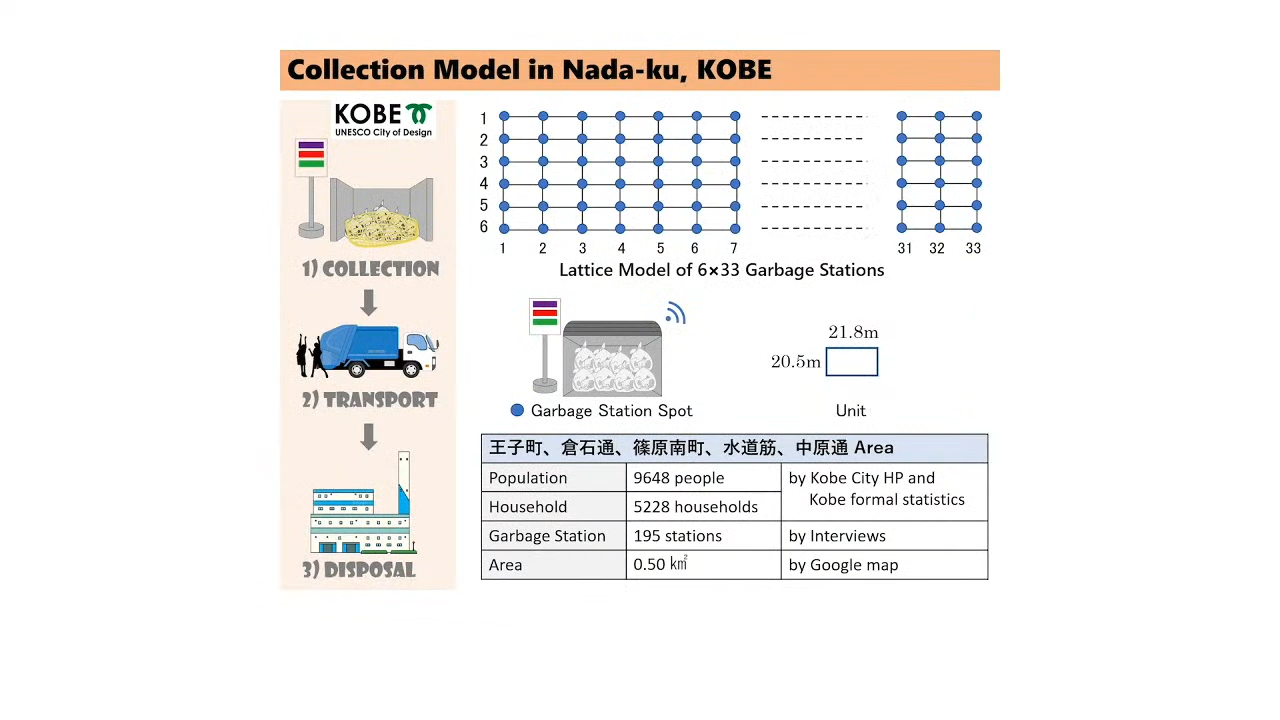 Collection Model in Nada-ku, KOBE
KOBE
UNESCO City of Design
1) COLLECTION
2) TRANSPORT
3) DISPOSAL
1
2
3
4
5
6
1 2 3 4 5 6 7 31 32 33
Lattice Model of 6×33 Garbage Stations
21.8m
20.5m
Garbage Station Spot
Unit
王子町、倉石通、篠原南町、水道筋、中原通 Area
Population 9648 people by Kobe City HP and
Kobe formal statistics
Household 5228 households
Garbage Station 195 stations by Interviews
Area 0.50 ㎢ by Google map